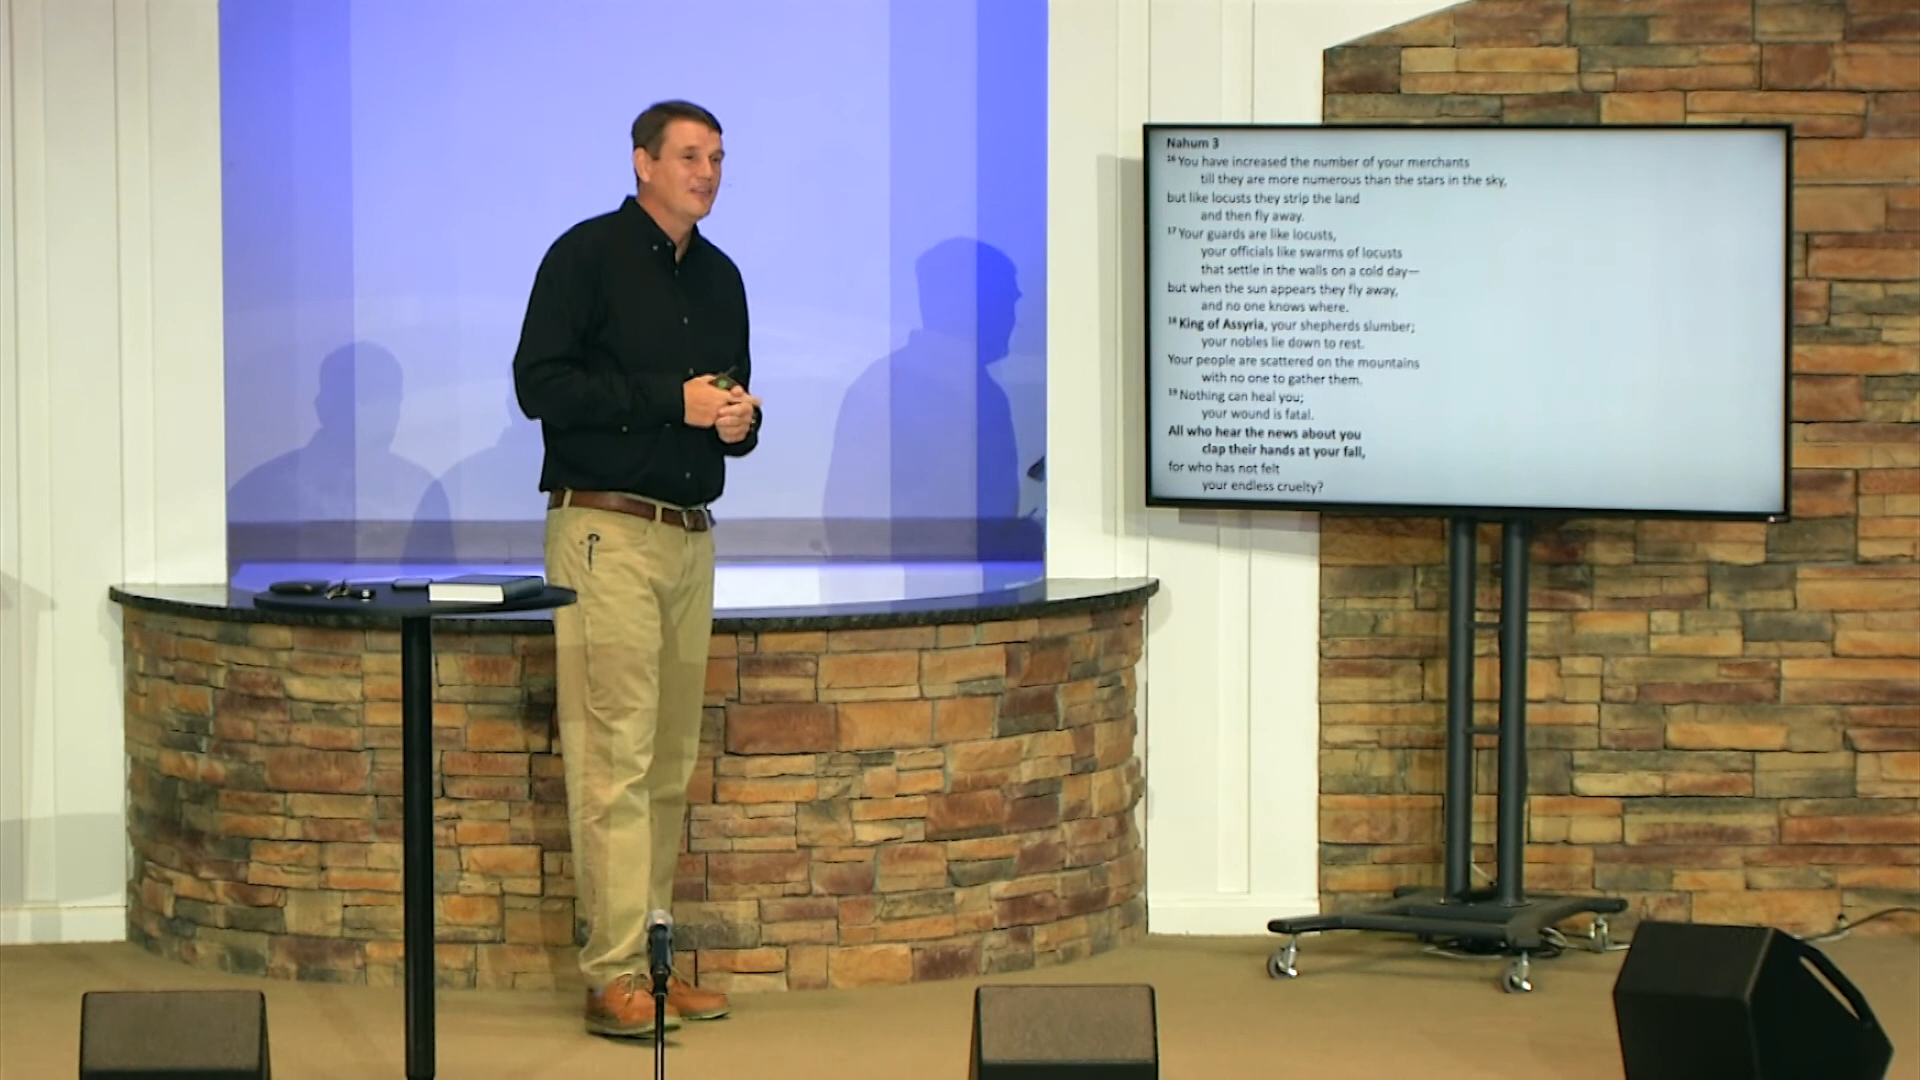 Nahum 3
16 You have increased the number of your merchants
till they are more numerous than the stars in the sky,
but like locusts they strip the land
and then fly away.
17 Your guards are like locusts,
your officials like swarms of locusts
that settle in the walls on a cold day—
but when the sun appears they fly away,
and no one knows where.
18 King of Assyria, your shepherds slumber;
your nobles lie down to rest.
Your people are scattered on the mountains
with no one to gather them.
19 Nothing can heal you;
your wound is fatal.
All who hear the news about you
clap their hands at your fall,
for who has not felt
your endless cruelty?